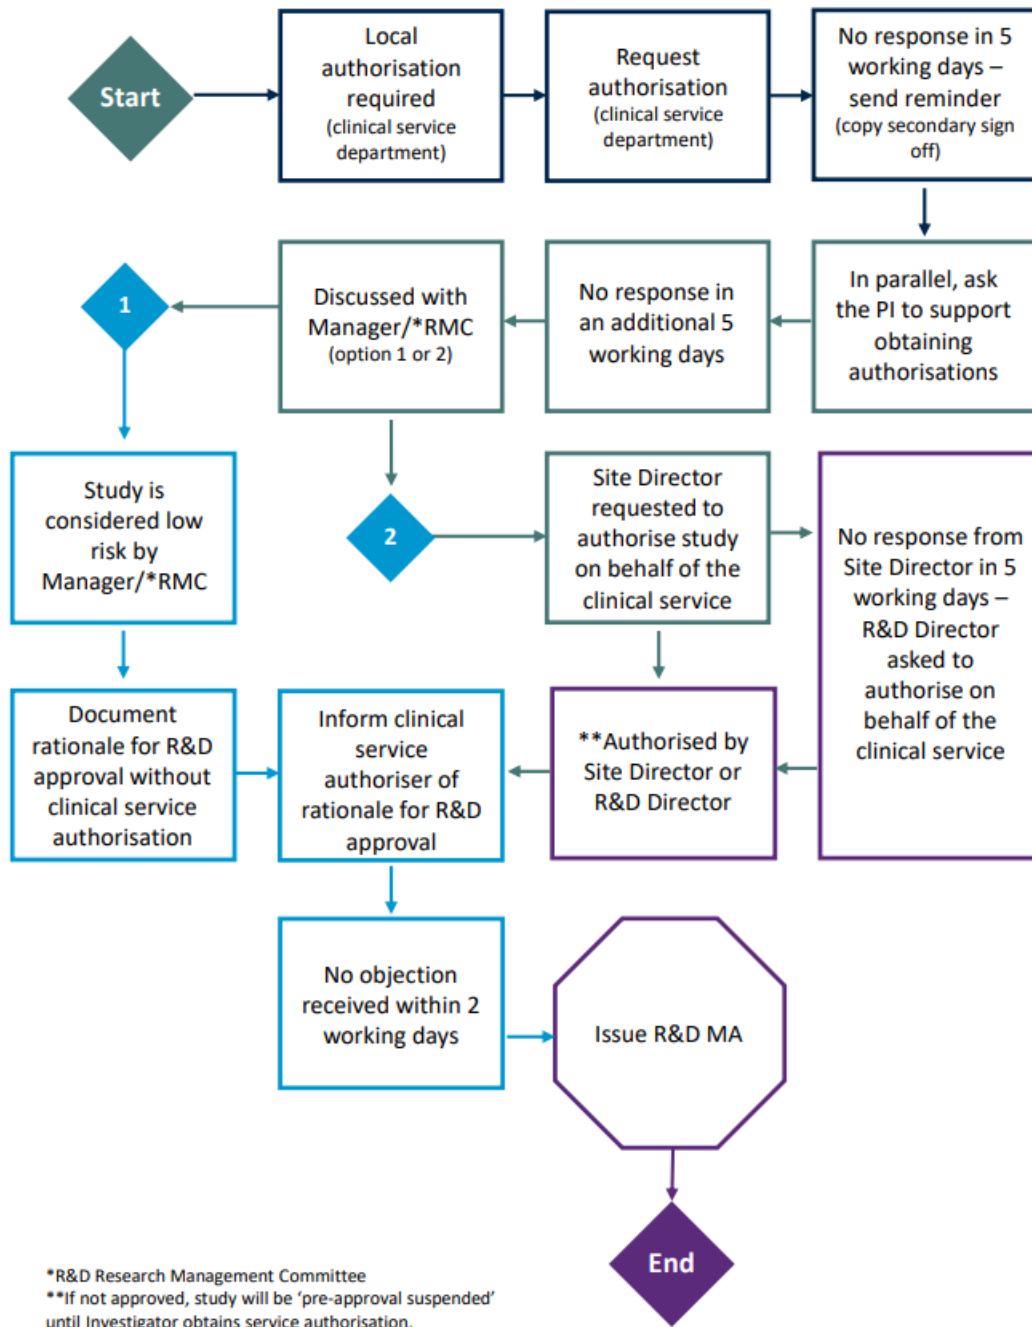 Start
Local
authorisation
required
(clinical service
department)
Request
authorisation
(clinical service
department)
No response in 5
working days –
send reminder
(copy secondary sign
off)
In parallel, ask
the PI to support
obtaining
authorisations
No response in
an additional 5
working days
Discussed with
Manager/*RMC
(option 1 or 2)
1
Study is
considered low
risk by
Manager/*RMC
2
Site Director
requested to
authorise study
on behalf of the
clinical service
No response from
Site Director in 5
working days –
R&D Director
asked to
authorise on
behalf of the
clinical service
Document
rationale for R&D
approval without
clinical service
authorisation
Inform clinical
service
authoriser of
rationale for R&D
approval
**Authorised by
Site Director or
R&D Director
No objection
received within 2
working days
Issue R&D MA
End
*R&D Research Management Committee
**If not approved, study will be ‘pre-approval suspended’
until Investigator obtains service authorisation.